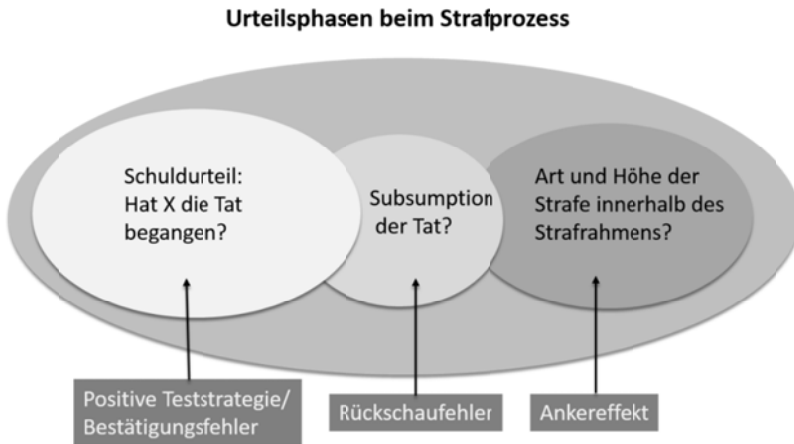 Urteilsphasen beim Strafprozess
Schuldurteil:
Hat X die Tat
begangen?
Subsumption
der Tat?
Art und Höhe der
Strafe innerhalb des
Strafrahmens?
Positive Teststrategie/
Bestätigungsfehler
Rückschaufehler
Ankereffekt